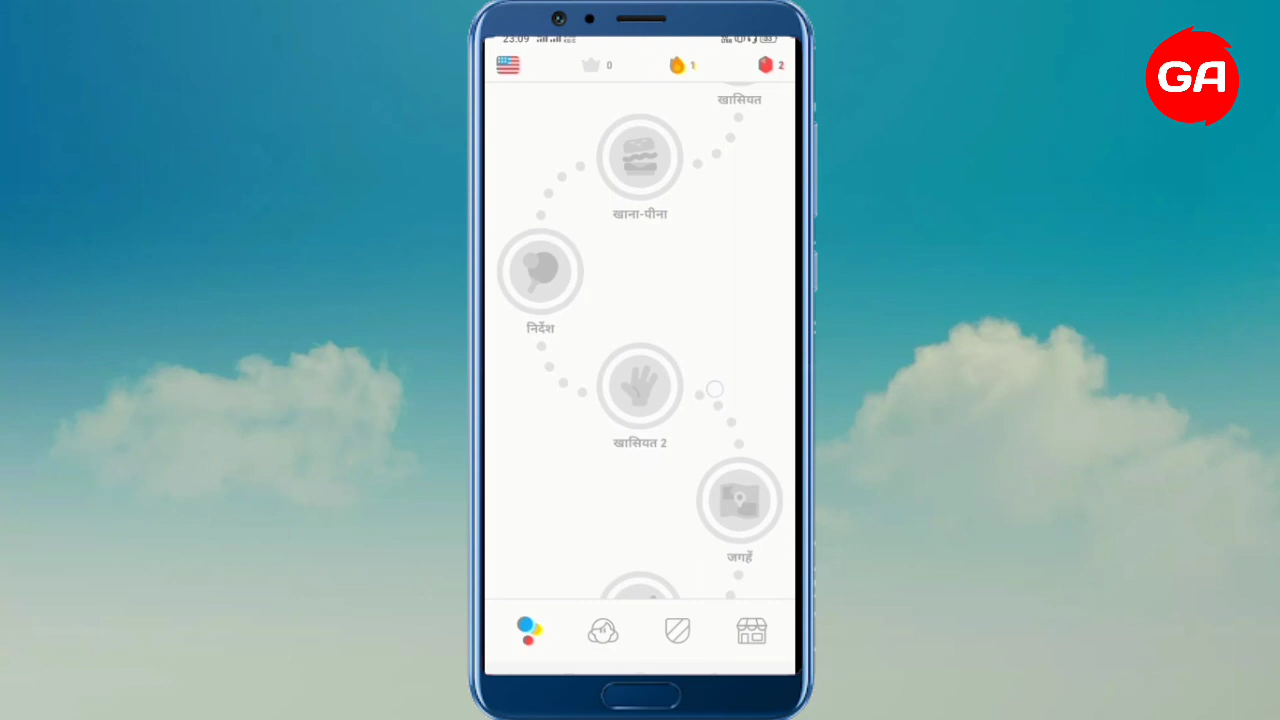 GA
23:09
0
1
2
खासियत
खाना-पीना
निर्देश
खासियत 2
जगहें